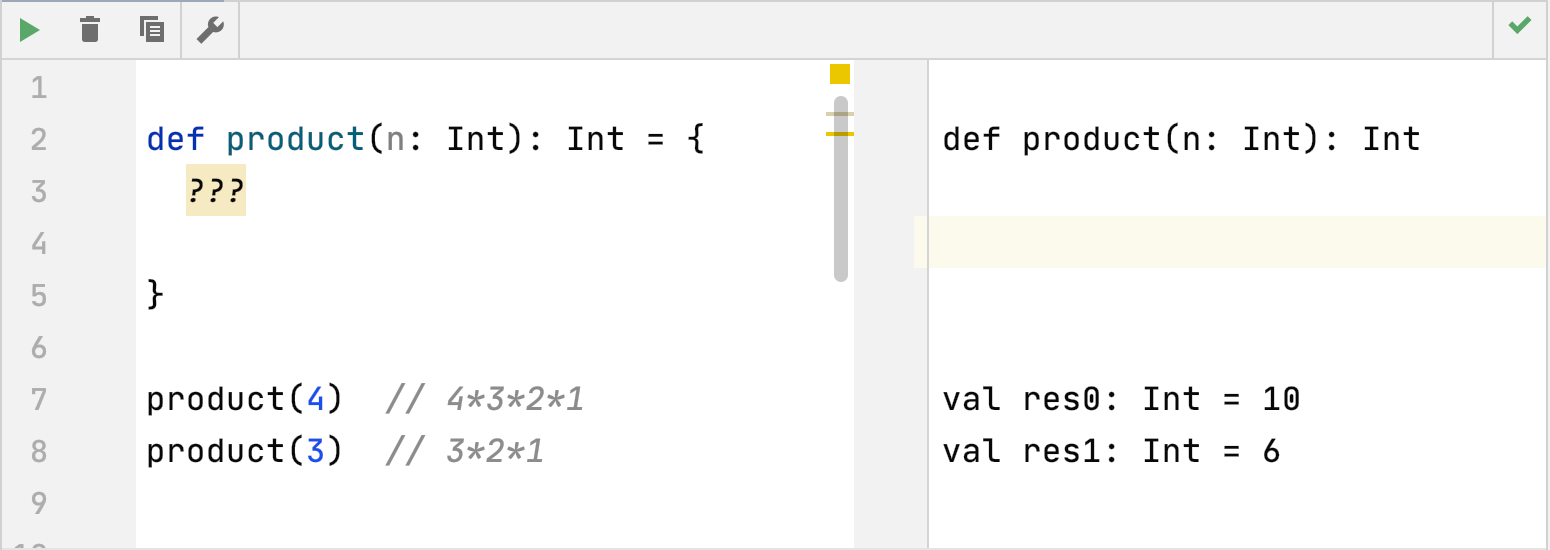 1
2 def product(n: Int): Int = { def product(n: Int): Int
3 ???
4
5 }
6
7 product(4) // 4*3*2*1 val res0: Int = 10
8 product(3) // 3*2*1 val res1: Int = 6
9